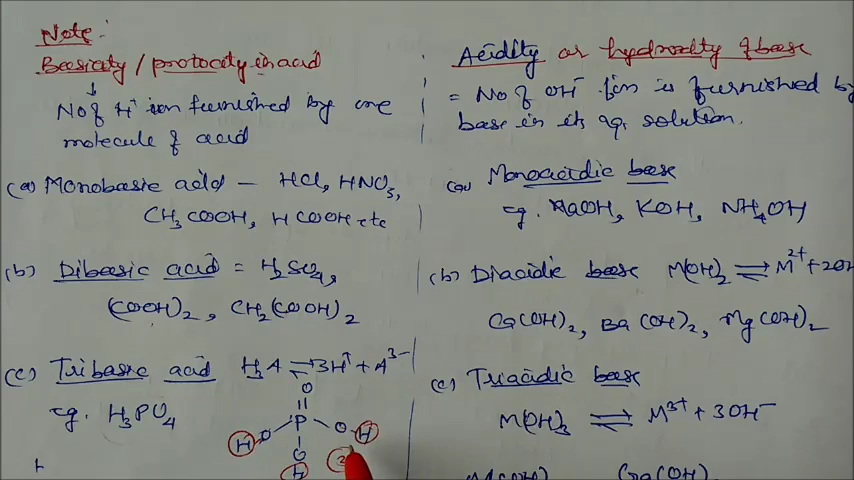 Note:
Basicity / protocity in acid
No of H+ ion furnished by one
molecule of acid
(a) Monobasic acid - HCl, HNO3,
CH3COOH, HCOOH etc
(b) Dibasic acid = H2SO4,
(COOH)2, CH2(COOH)2
(c) Tribasic acid H3A ⇌ 3H+ + A3-
eg. H3PO4
O
P
H O O H
O
H
Acidity or hydroxity of base
= No of OH- ion is furnished by
base in its aq. solution.
(a) Monoacidic base
eg. NaOH, KOH, NH4OH
(b) Diacidic base M(OH)2 ⇌ M2+ + 2OH
Ca(OH)2, Ba(OH)2, Mg(OH)2
(c) Triacidic base
M(OH)3 ⇌ M3+ + 3OH-